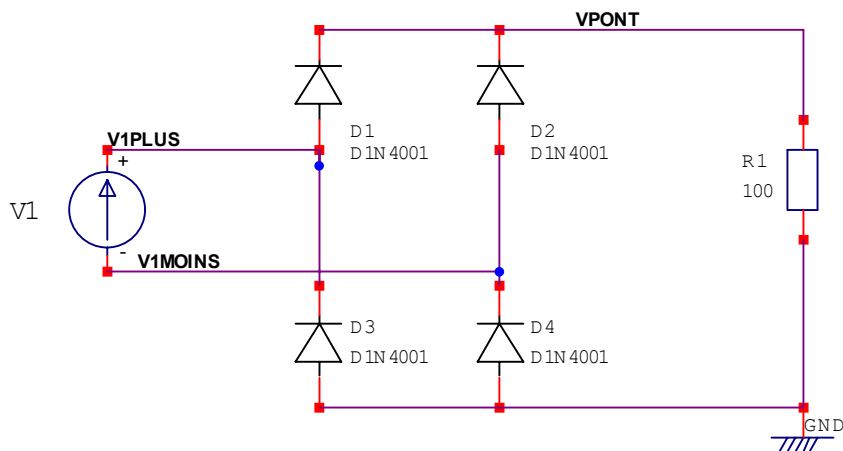 VPONT
V1PLUS
+
D1
D1N4001
D2
D1N4001
R1
100
V1
-
V1MOINS
D3
D1N4001
D4
D1N4001
GND